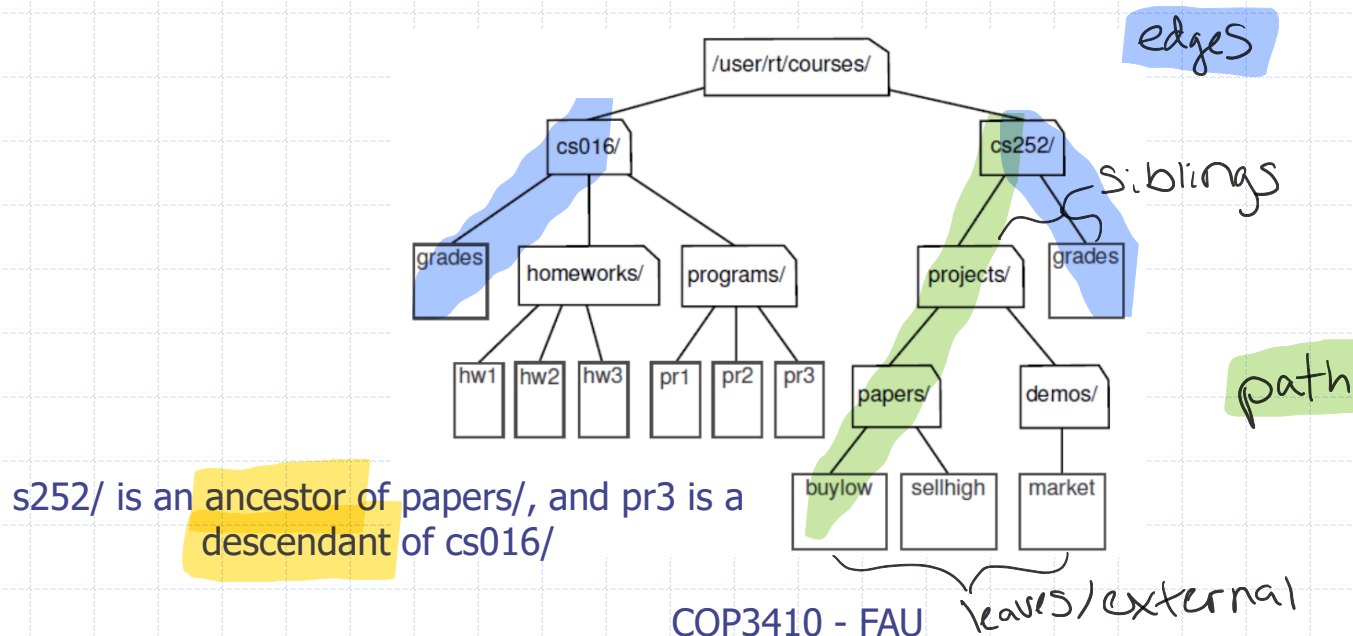 edges
/user/rt/courses/
cs016/
cs252/
siblings
grades
homeworks/
programs/
projects/
grades
hw1
hw2
hw3
pr1
pr2
pr3
papers/
demos/
path
buylow
sellhigh
market
s252/ is an ancestor of papers/, and pr3 is a
descendant of cs016/
leaves/external
COP3410 - FAU